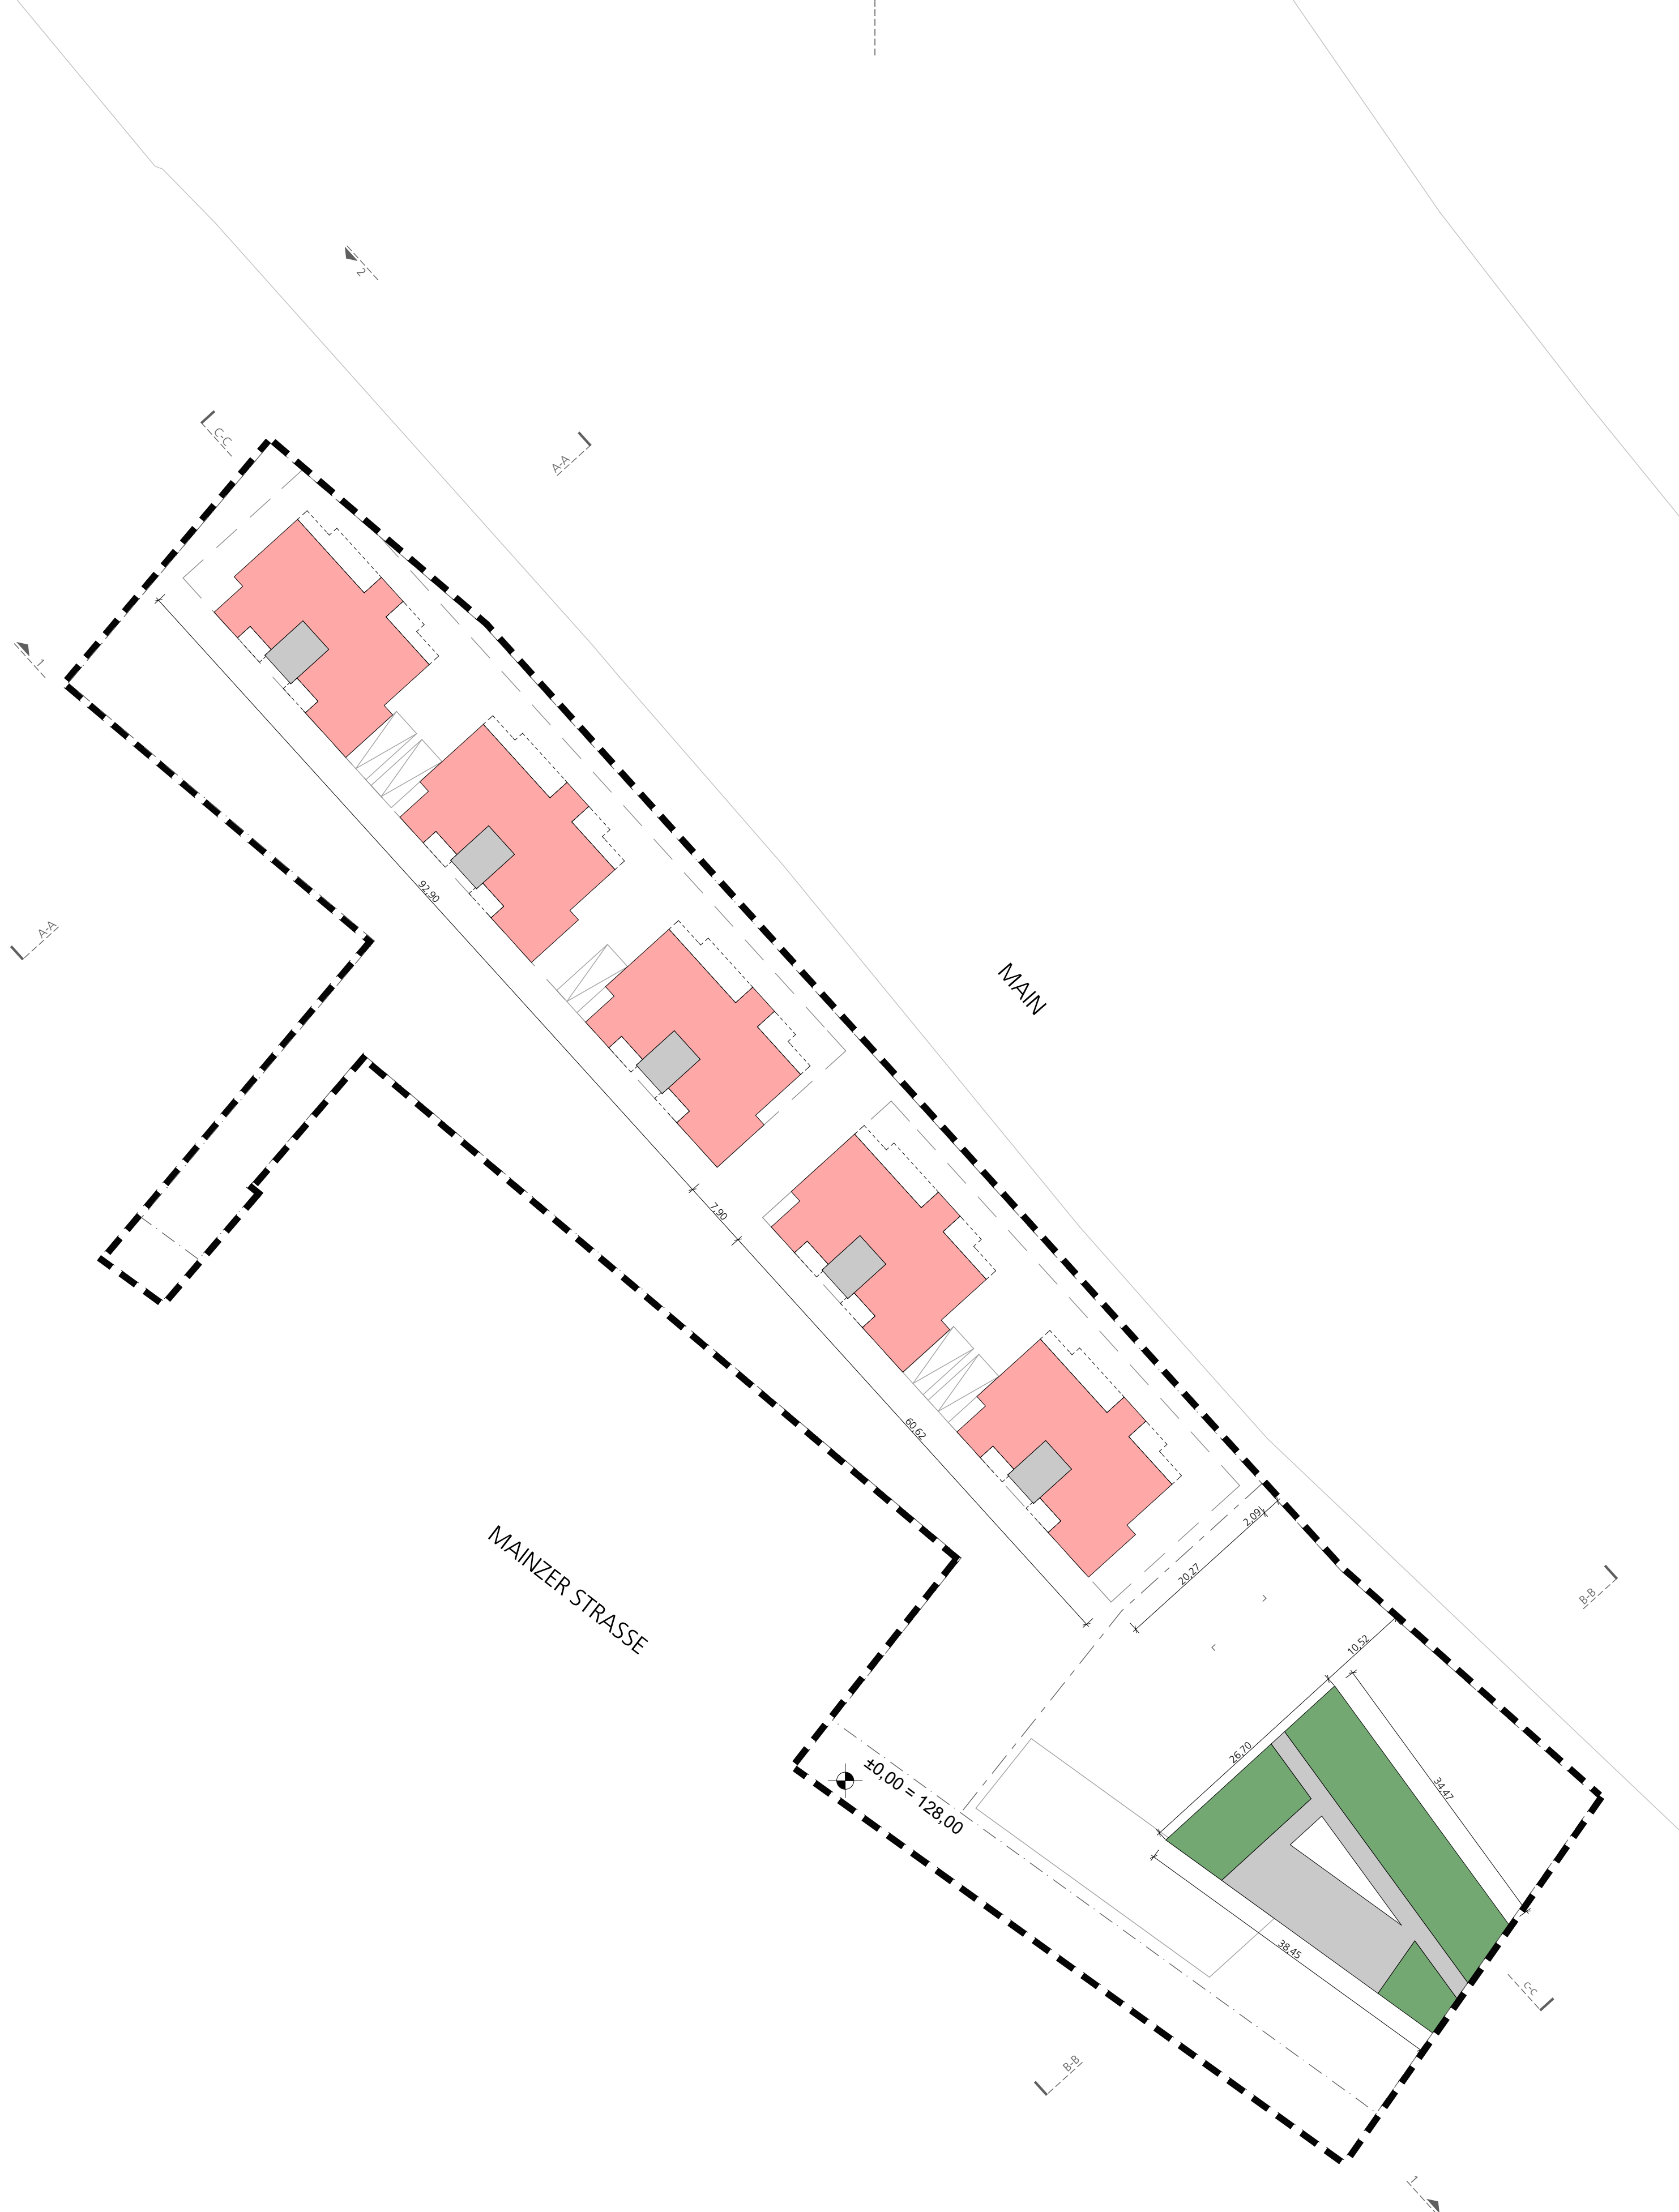 2
C-C
A-A
1
A-A
92,90
MAIN
7,90
60,62
2,09
20,27
MAINZER STRASSE
B-B
10,52
26,70
34,47
±0,00 = 128,00
38,45
C-C
B-B
1